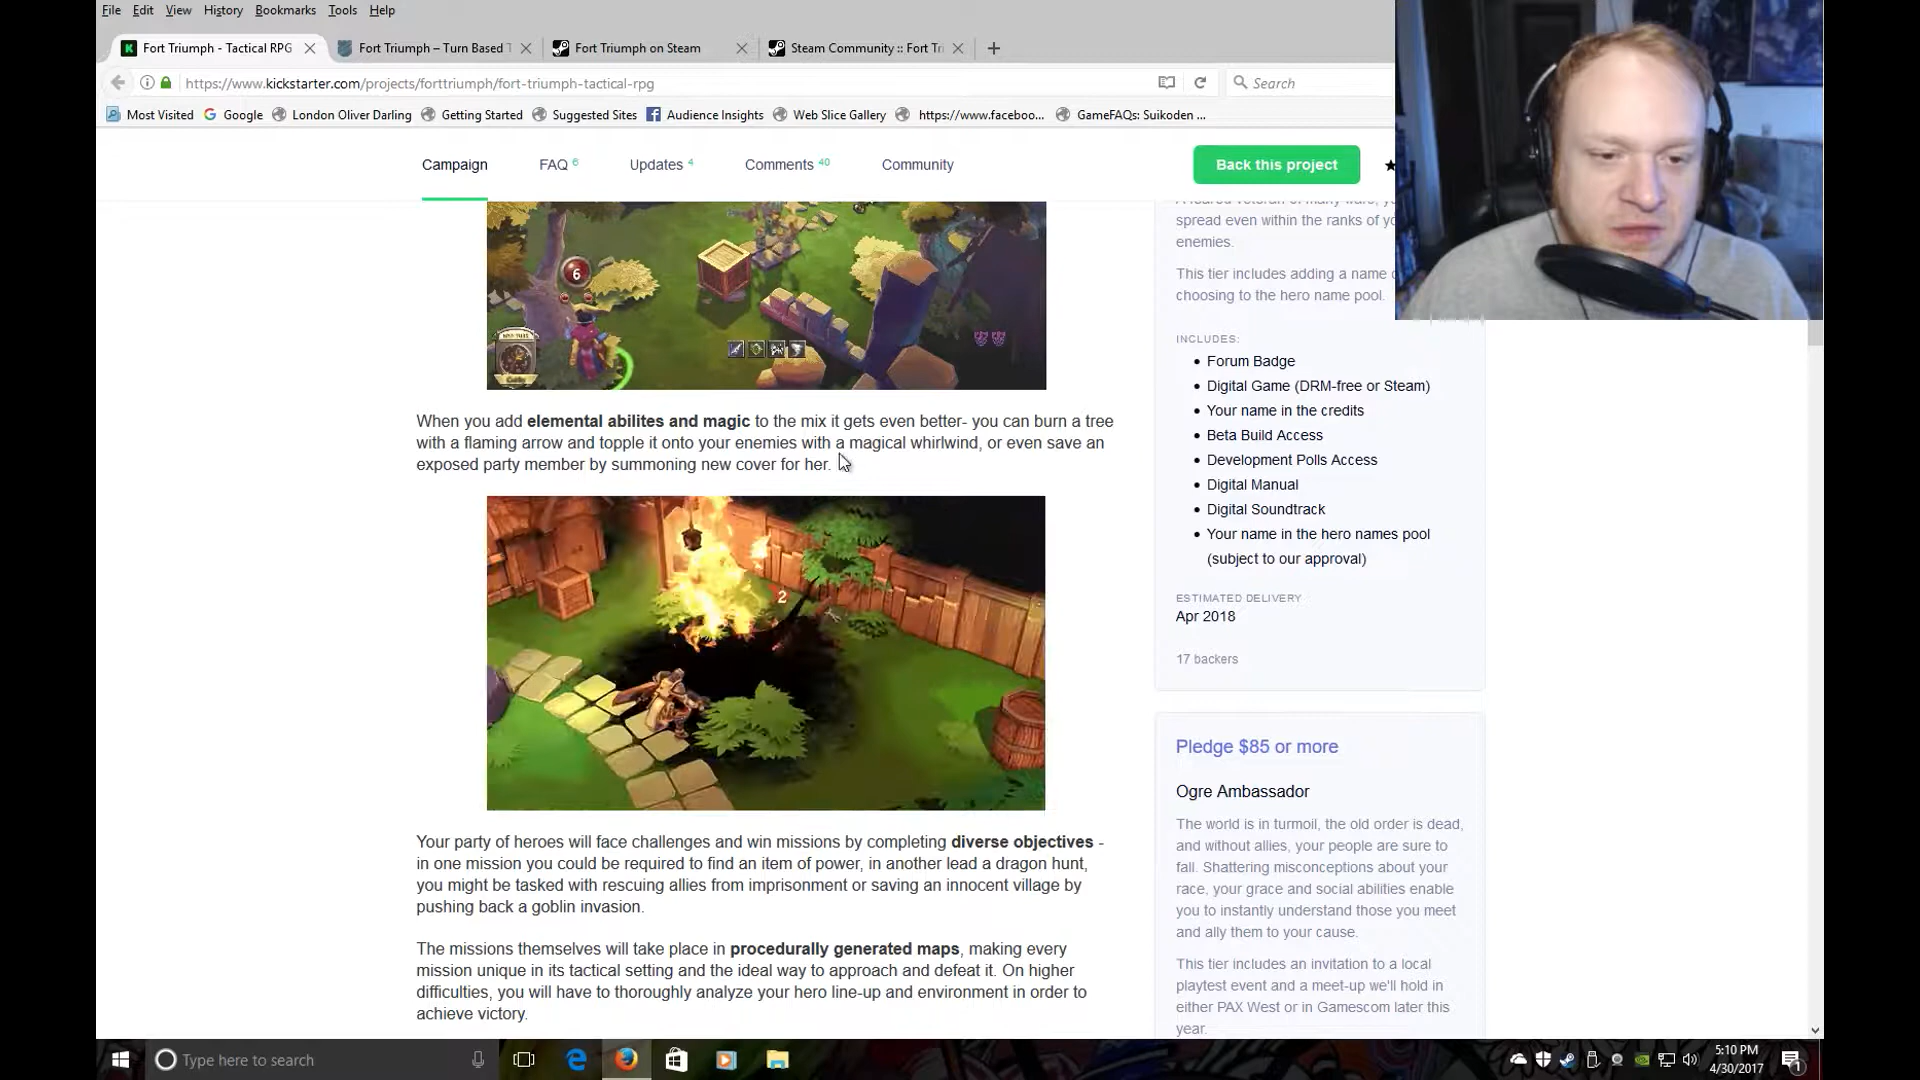 File Edit View History Bookmarks Tools Help
Fort Triumph - Tactical RPG Fort Triumph – Turn Based T Fort Triumph on Steam Steam Community :: Fort Tri
https://www.kickstarter.com/projects/forttriumph/fort-triumph-tactical-rpg Search
Most Visited Google London Oliver Darling Getting Started Suggested Sites Audience Insights Web Slice Gallery https://www.faceboo... GameFAQs: Suikoden ...
Campaign FAQ 6 Updates 4 Comments 40 Community Back this project
6
When you add elemental abilites and magic to the mix it gets even better- you can burn a tree
with a flaming arrow and topple it onto your enemies with a magical whirlwind, or even save an
exposed party member by summoning new cover for her.
2
Your party of heroes will face challenges and win missions by completing diverse objectives -
in one mission you could be required to find an item of power, in another lead a dragon hunt,
you might be tasked with rescuing allies from imprisonment or saving an innocent village by
pushing back a goblin invasion.
The missions themselves will take place in procedurally generated maps, making every
mission unique in its tactical setting and the ideal way to approach and defeat it. On higher
difficulties, you will have to thoroughly analyze your hero line-up and environment in order to
achieve victory.
spread even within the ranks of yo
enemies.
This tier includes adding a name o
choosing to the hero name pool.
INCLUDES:
Forum Badge
Digital Game (DRM-free or Steam)
Your name in the credits
Beta Build Access
Development Polls Access
Digital Manual
Digital Soundtrack
Your name in the hero names pool
(subject to our approval)
ESTIMATED DELIVERY
Apr 2018
17 backers
Pledge $85 or more
Ogre Ambassador
The world is in turmoil, the old order is dead,
and without allies, your people are sure to
fall. Shattering misconceptions about your
race, your grace and social abilities enable
you to instantly understand those you meet
and ally them to your cause.
This tier includes an invitation to a local
playtest event and a meet-up we'll hold in
either PAX West or in Gamescom later this
year.
Type here to search
5:10 PM
4/30/2017
1